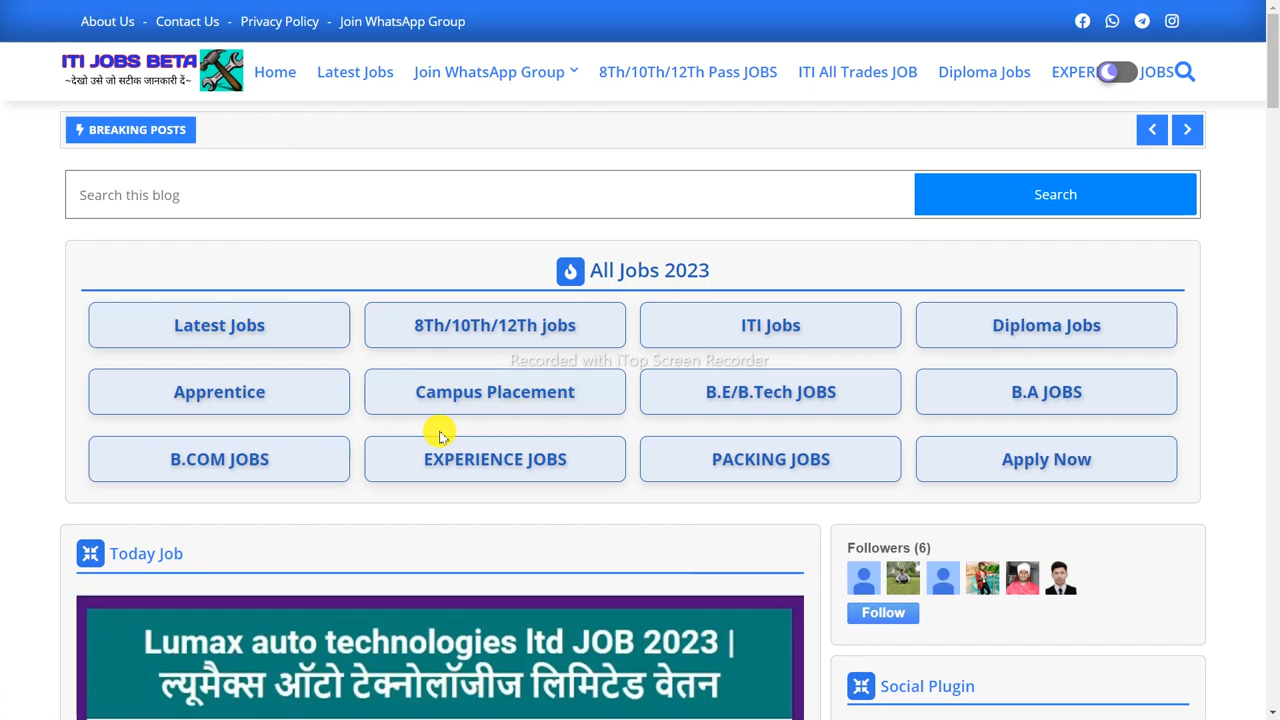 About Us - Contact Us - Privacy Policy - Join WhatsApp Group
ITI JOBS BETA
~देखो उसे जो सटीक जानकारी दें~
Home Latest Jobs Join WhatsApp Group 8Th/10Th/12Th Pass JOBS ITI All Trades JOB Diploma Jobs EXPER JOBS
BREAKING POSTS
Search this blog Search
All Jobs 2023
Latest Jobs 8Th/10Th/12Th jobs ITI Jobs Diploma Jobs
Recorded with iTop Screen Recorder
Apprentice Campus Placement B.E/B.Tech JOBS B.A JOBS
B.COM JOBS EXPERIENCE JOBS PACKING JOBS Apply Now
Today Job
Lumax auto technologies ltd JOB 2023 |
ल्यूमैक्स ऑटो टेक्नोलॉजीज लिमिटेड वेतन
Followers (6)
Follow
Social Plugin